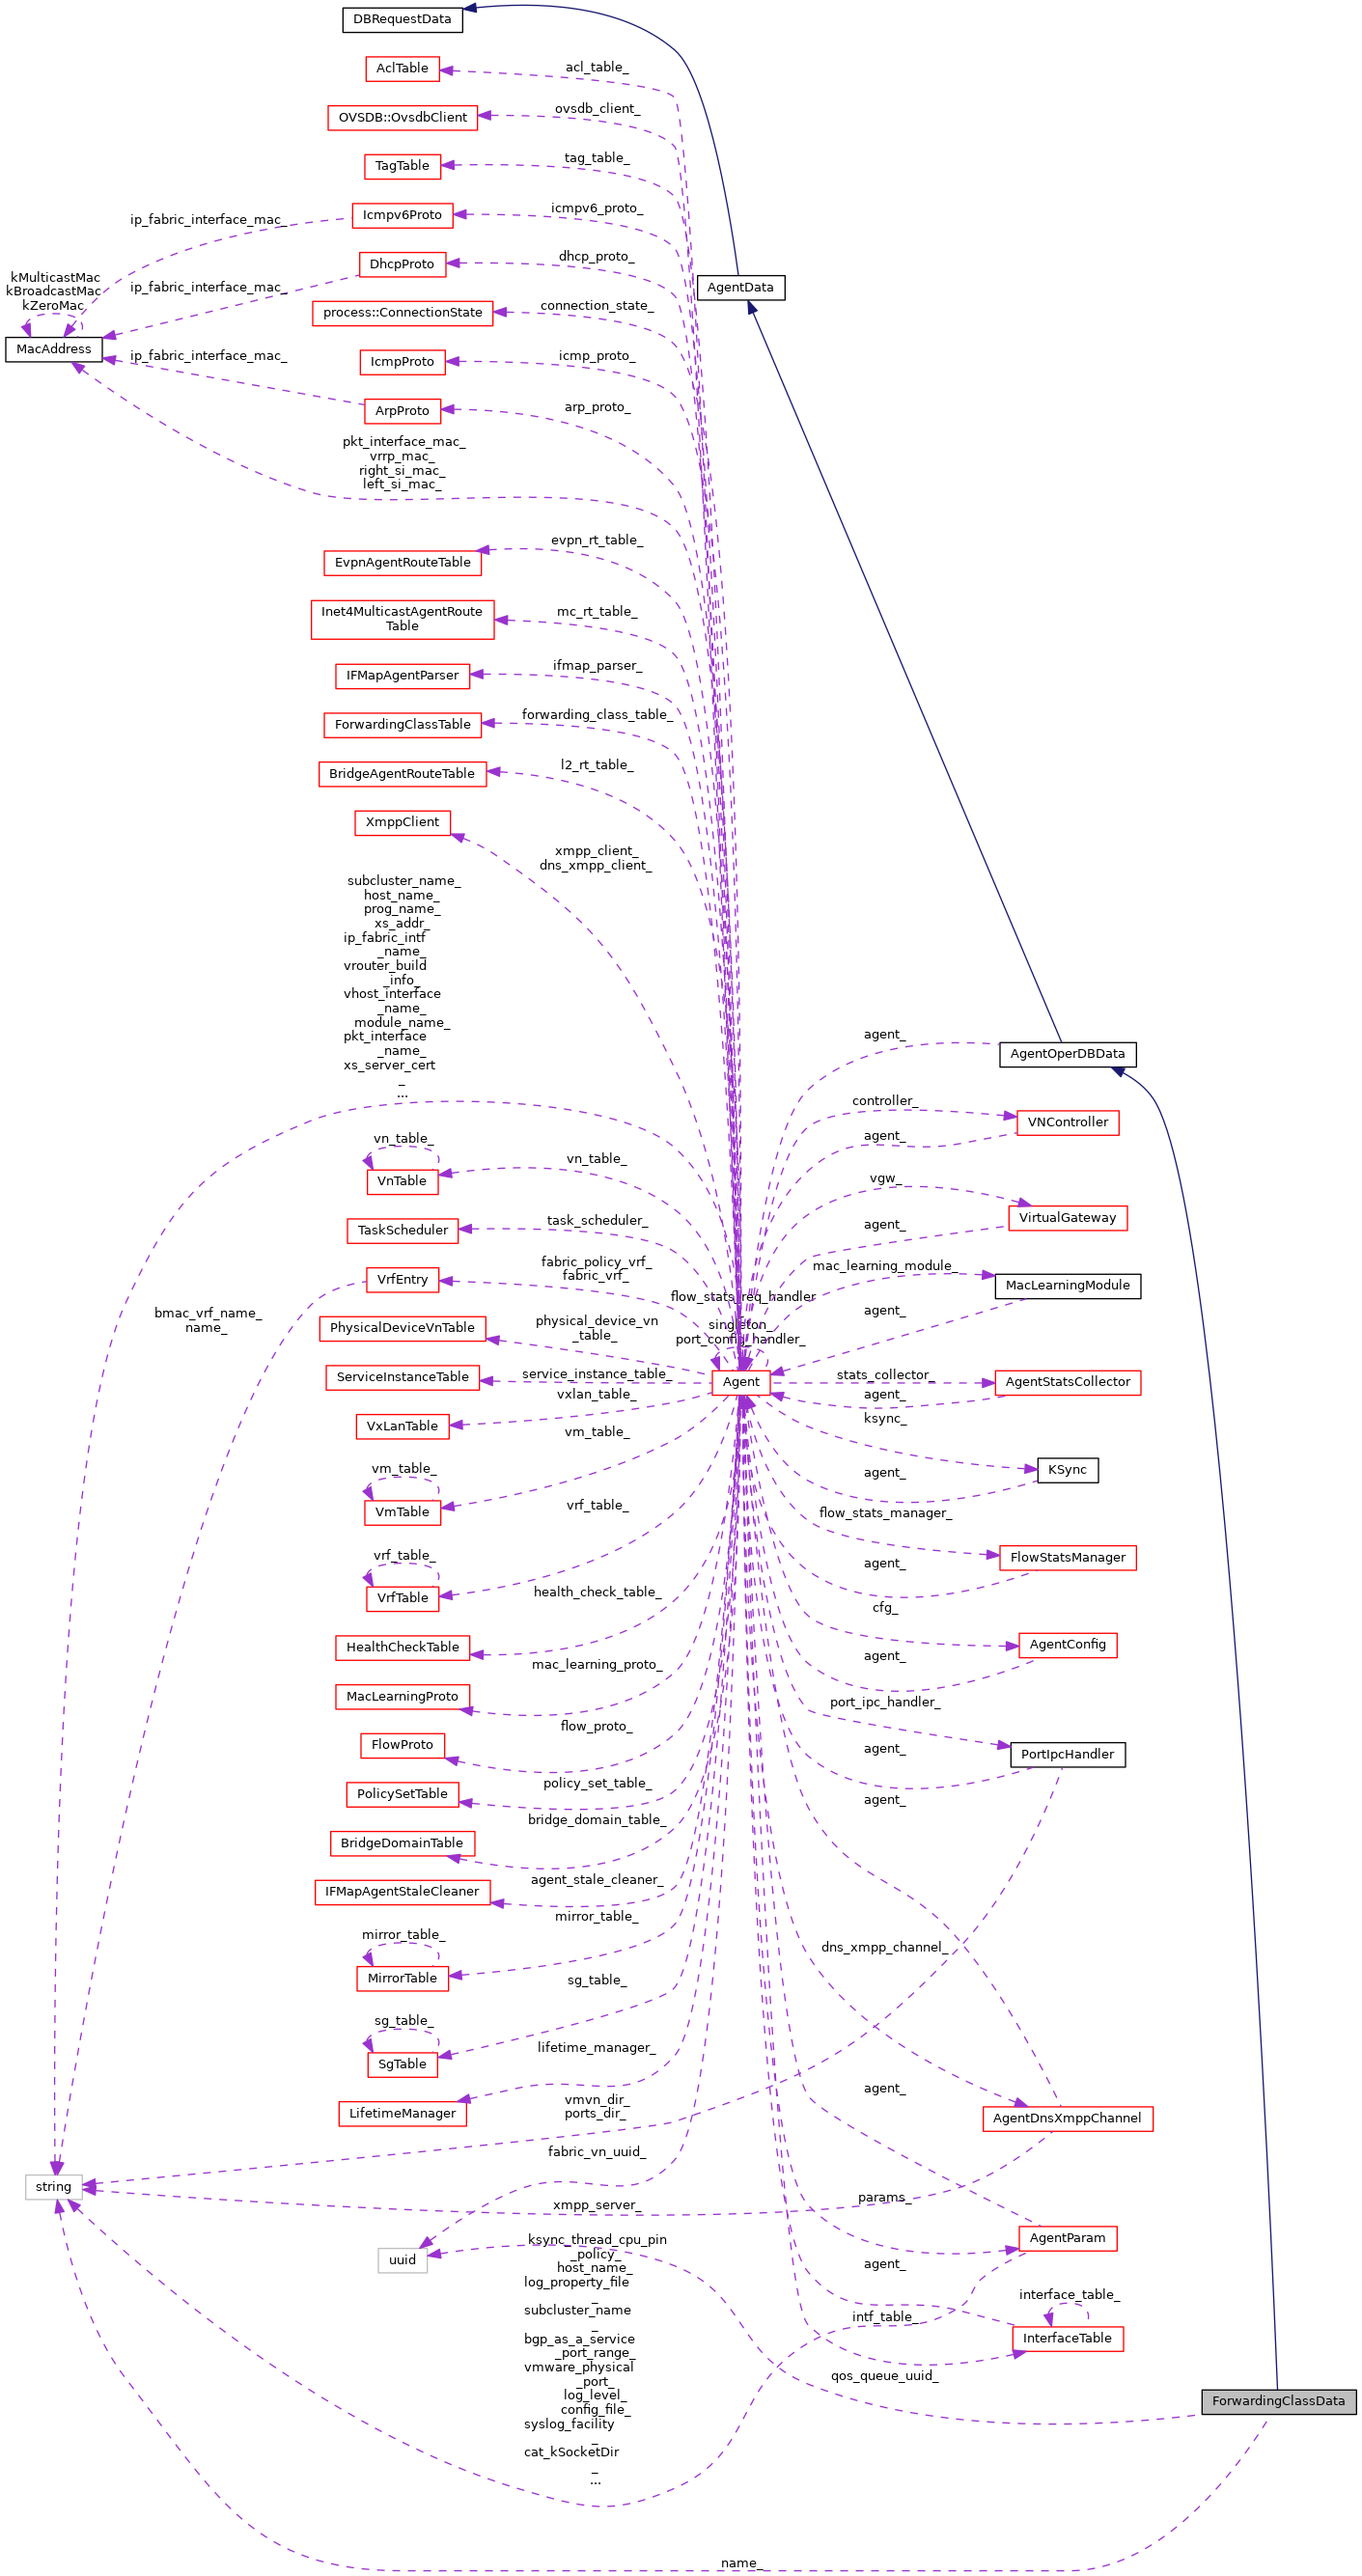 DBRequestData
AclTable
acl_table_
OVSDB::OvsdbClient
ovsdb_client_
TagTable
tag_table_
Icmpv6Proto
icmpv6_proto_
ip_fabric_interface_mac_
DhcpProto
dhcp_proto_
ip_fabric_interface_mac_
kMulticastMac
kBroadcastMac
kZeroMac
AgentData
process::ConnectionState
connection_state_
MacAddress
IcmpProto
icmp_proto_
ip_fabric_interface_mac_
ArpProto
arp_proto_
pkt_interface_mac_
vrrp_mac_
right_si_mac_
left_si_mac_
EvpnAgentRouteTable
evpn_rt_table_
Inet4MulticastAgentRoute
Table
mc_rt_table_
IFMapAgentParser
ifmap_parser_
ForwardingClassTable
forwarding_class_table_
BridgeAgentRouteTable
l2_rt_table_
XmppClient
xmpp_client_
dns_xmpp_client_
subcluster_name_
host_name_
prog_name_
xs_addr_
ip_fabric_intf
_name_
vrouter_build
_info_
vhost_interface
_name_
module_name_
pkt_interface
_name_
xs_server_cert
_
...
agent_
AgentOperDBData
controller_
VNController
agent_
vn_table_
VnTable
vn_table_
vgw_
VirtualGateway
agent_
TaskScheduler
task_scheduler_
VrfEntry
fabric_policy_vrf_
fabric_vrf_
mac_learning_module_
MacLearningModule
agent_
bmac_vrf_name_
name_
PhysicalDeviceVnTable
physical_device_vn
_table_
flow_stats_req_handler
singleton_
port_config_handler_
Agent
ServiceInstanceTable
service_instance_table_
stats_collector_
AgentStatsCollector
agent_
VxLanTable
vxlan_table_
ksync_
KSync
agent_
vm_table_
VmTable
vm_table_
flow_stats_manager_
FlowStatsManager
agent_
vrf_table_
VrfTable
vrf_table_
cfg_
AgentConfig
agent_
HealthCheckTable
health_check_table_
MacLearningProto
mac_learning_proto_
port_ipc_handler_
PortIpcHandler
agent_
FlowProto
flow_proto_
PolicySetTable
policy_set_table_
agent_
BridgeDomainTable
bridge_domain_table_
IFMapAgentStaleCleaner
agent_stale_cleaner_
mirror_table_
MirrorTable
mirror_table_
dns_xmpp_channel_
sg_table_
SgTable
sg_table_
LifetimeManager
lifetime_manager_
agent_
AgentDnsXmppChannel
vmvn_dir_
ports_dir_
fabric_vn_uuid_
string
xmpp_server_
params_
AgentParam
uuid
agent_
ksync_thread_cpu_pin
_policy_
host_name_
log_property_file
_
subcluster_name
_
bgp_as_a_service
_port_range_
vmware_physical
_port_
log_level_
config_file_
syslog_facility
_
cat_kSocketDir
_
...
interface_table_
intf_table_
InterfaceTable
qos_queue_uuid_
ForwardingClassData
name_